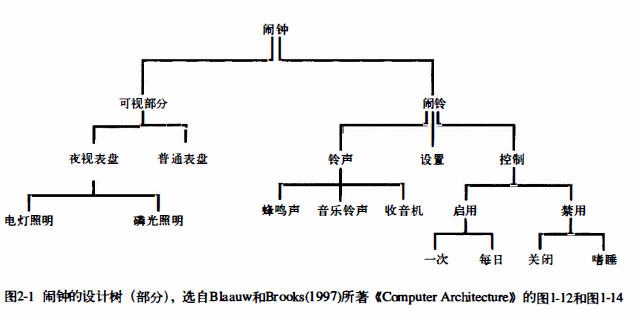 闹钟
可视部分
闹铃
夜视表盘 普通表盘
铃声 设置 控制
电灯照明 磷光照明
蜂鸣声 音乐铃声 收音机
启用 禁用
一次 每日 关闭 嗜睡
图2-1 闹钟的设计树（部分），选自Blaauw和Brooks(1997)所著《Computer Architecture》的图1-12和图1-14